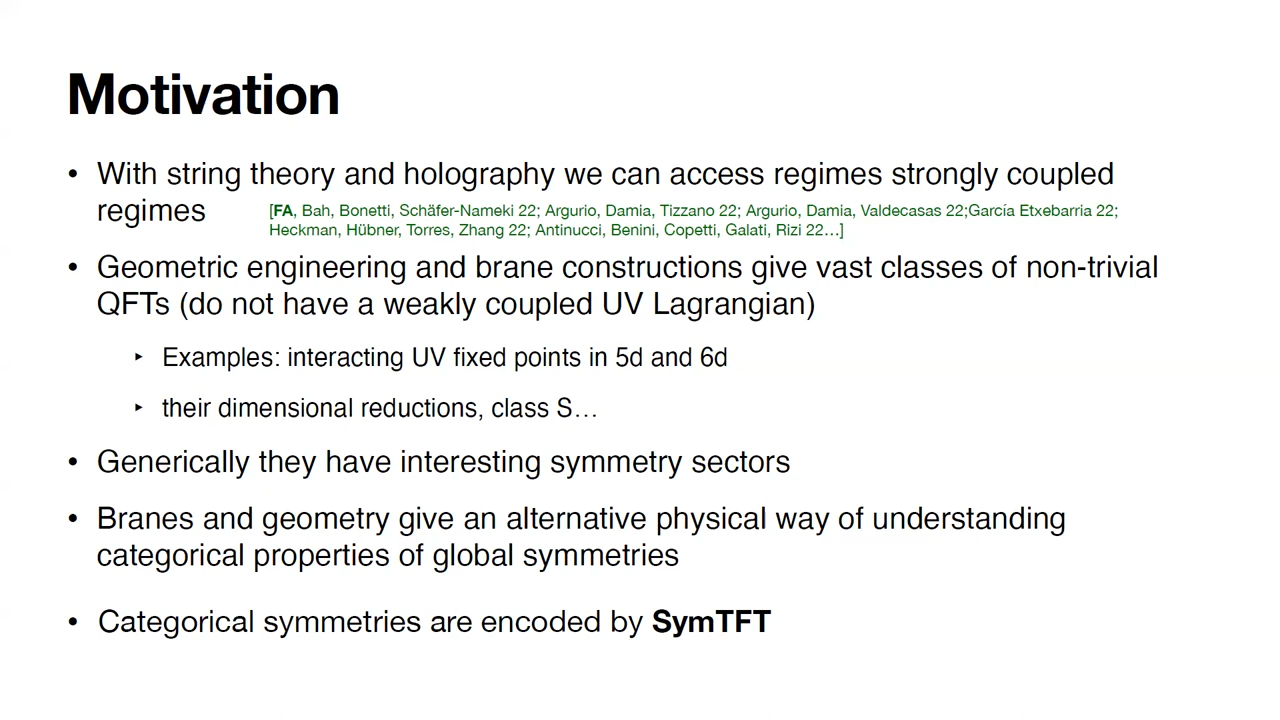 Motivation
• With string theory and holography we can access regimes strongly coupled
regimes
[FA, Bah, Bonetti, Schäfer-Nameki 22; Argurio, Damia, Tizzano 22; Argurio, Damia, Valdecasas 22;García Etxebarria 22;
Heckman, Hübner, Torres, Zhang 22; Antinucci, Benini, Copetti, Galati, Rizi 22…]
• Geometric engineering and brane constructions give vast classes of non-trivial
QFTs (do not have a weakly coupled UV Lagrangian)
‣ Examples: interacting UV fixed points in 5d and 6d
‣ their dimensional reductions, class S…
• Generically they have interesting symmetry sectors
• Branes and geometry give an alternative physical way of understanding
categorical properties of global symmetries
• Categorical symmetries are encoded by SymTFT